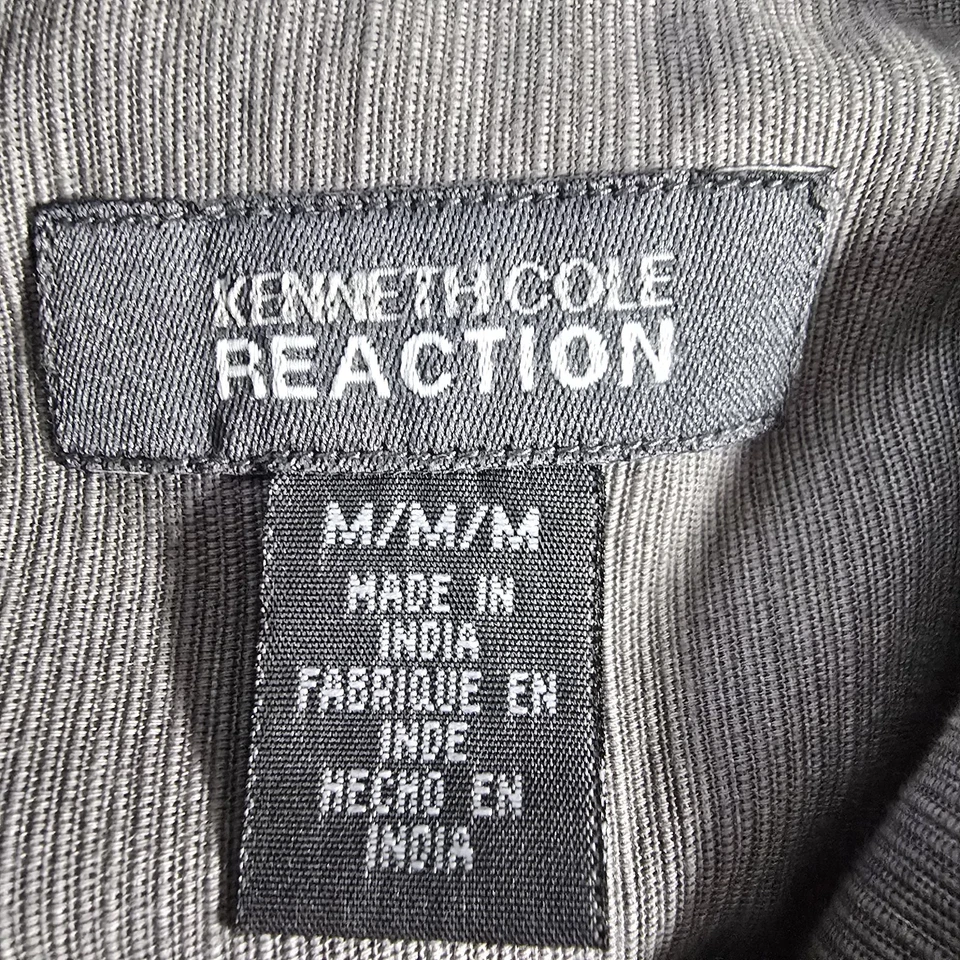 KENNETH COLE
REACTION
M/M/M
MADE IN
INDIA
FABRIQUE EN
INDE
HECHO EN
INDIA